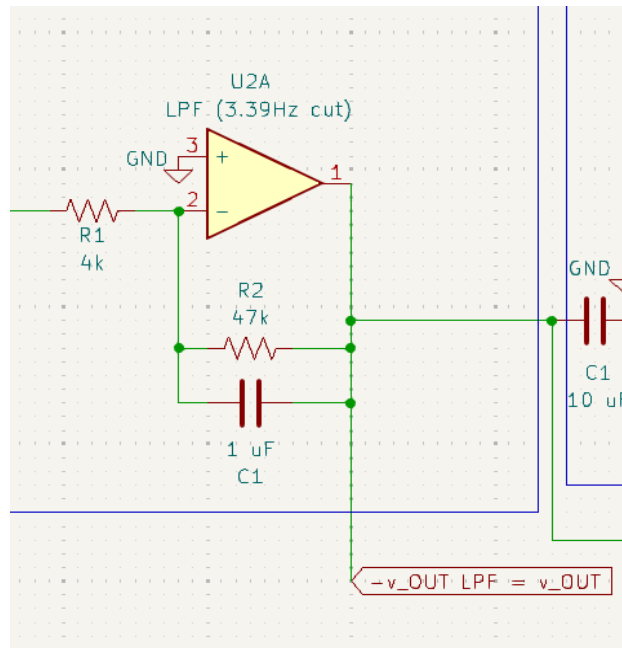 U2A
LPF (3.39Hz cut)
GND
3
+
1
2
−
R1
4k
R2
47k
GND
C1
10 uF
1 uF
C1
-v_OUT LPF = v_OUT